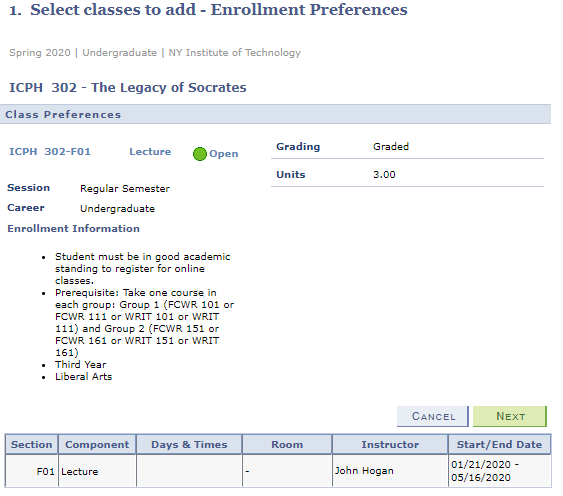 1. Select classes to add - Enrollment Preferences
Spring 2020 | Undergraduate | NY Institute of Technology
ICPH 302 - The Legacy of Socrates
Class Preferences
ICPH 302-F01 Lecture Open
Session Regular Semester
Career Undergraduate
Enrollment Information
Grading Graded
Units 3.00
• Student must be in good academic
standing to register for online
classes.
• Prerequisite: Take one course in
each group: Group 1 (FCWR 101 or
FCWR 111 or WRIT 101 or WRIT
111) and Group 2 (FCWR 151 or
FCWR 161 or WRIT 151 or WRIT
161)
• Third Year
• Liberal Arts
CANCEL NEXT
Section Component Days & Times Room Instructor Start/End Date
F01 Lecture - John Hogan 01/21/2020 -
05/16/2020